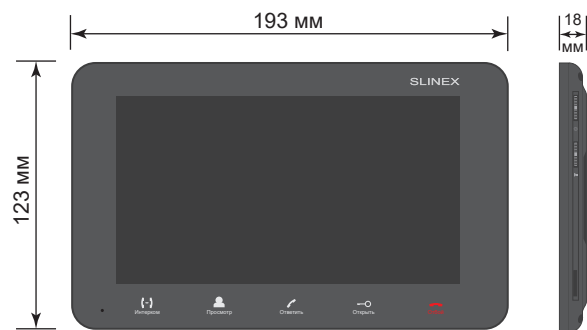 193 мм
18
мм
SLINEX
123 мм
Интерком Просмотр Ответить Открыть